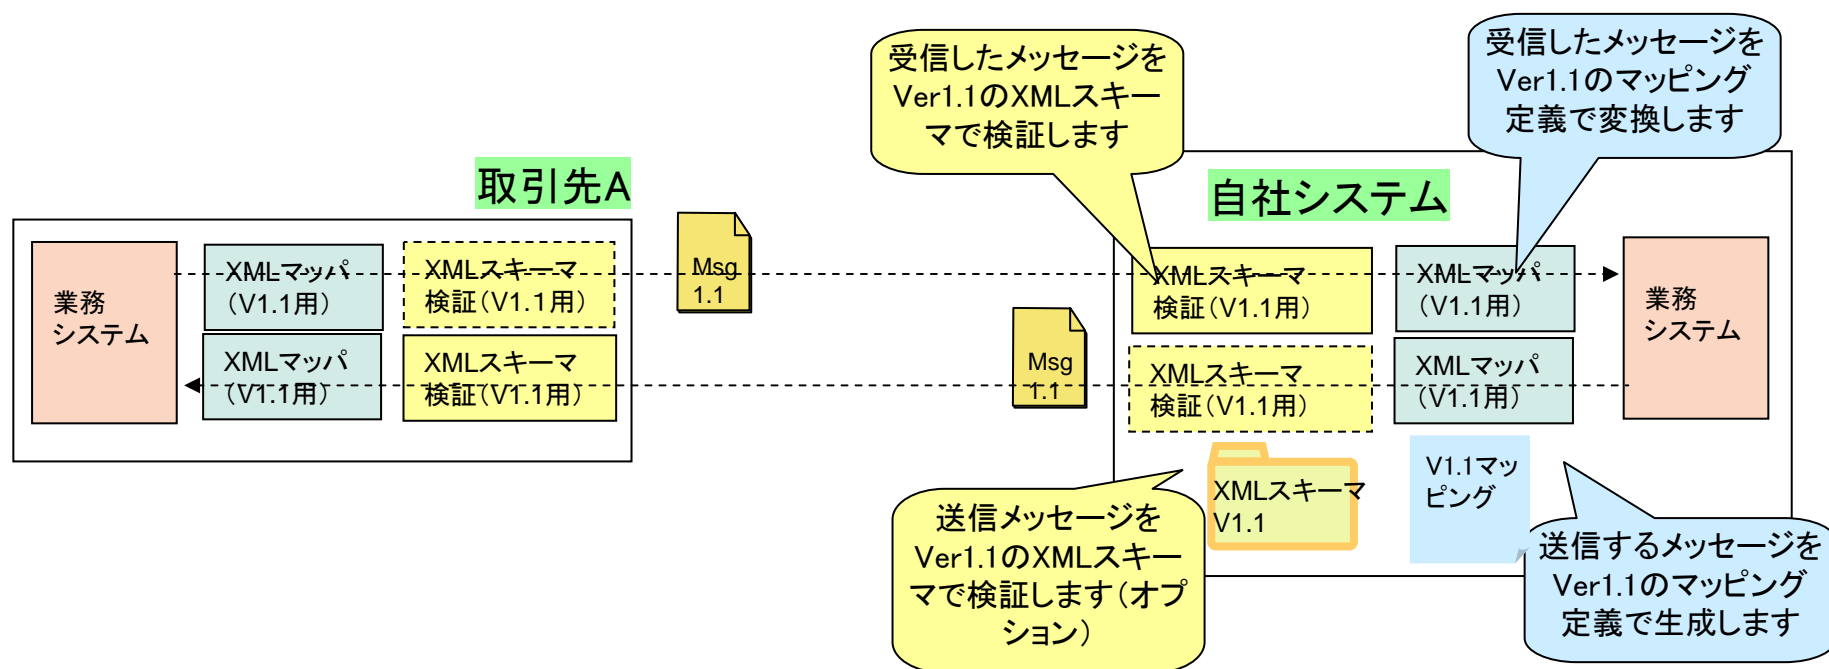 受信したメッセージを
Ver1.1のXMLスキー
マで検証します
受信したメッセージを
Ver1.1のマッピング
定義で変換します
取引先A
自社システム
業務
システム
XMLマッパ
(V1.1用)
XMLスキーマ
検証(V1.1用)
Msg
1.1
XMLスキーマ
検証(V1.1用)
XMLマッパ
(V1.1用)
業務
システム
XMLマッパ
(V1.1用)
XMLスキーマ
検証(V1.1用)
Msg
1.1
XMLスキーマ
検証(V1.1用)
XMLマッパ
(V1.1用)
XMLスキーマ
V1.1
V1.1マッ
ピング
送信メッセージを
Ver1.1のXMLスキー
マで検証します(オプ
ション)
送信するメッセージを
Ver1.1のマッピング
定義で生成します